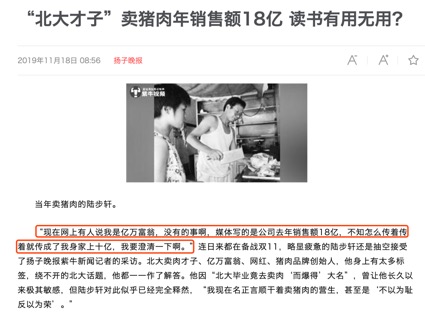 “北大才子”卖猪肉年销售额18亿 读书有用无用？
2019年11月18日 08:56 扬子晚报
A⁻ A⁺
紫牛视频
当年卖猪肉的陆步轩。
“现在网上有人说我是亿万富翁，没有的事啊，媒体写的是公司去年销售额18亿，不知怎么传着传
着就传成了我身家上十亿，我要澄清一下啊。”连日来都在备战双11，略显疲惫的陆步轩还是抽空接受
了扬子晚报紫牛新闻记者的采访。北大卖肉才子、亿万富翁、网红、猪肉品牌创始人，他身上有太多标
签，绕不开的北大话题，他都一一作了解答。他因“北大毕业竟去卖肉‘而爆得’大名”，曾让他长久以
来极其敏感，但陆步轩对此似乎已经完全释然，“我现在名正言顺干着卖肉的营生，甚至是‘不以为耻
反以为荣’。”